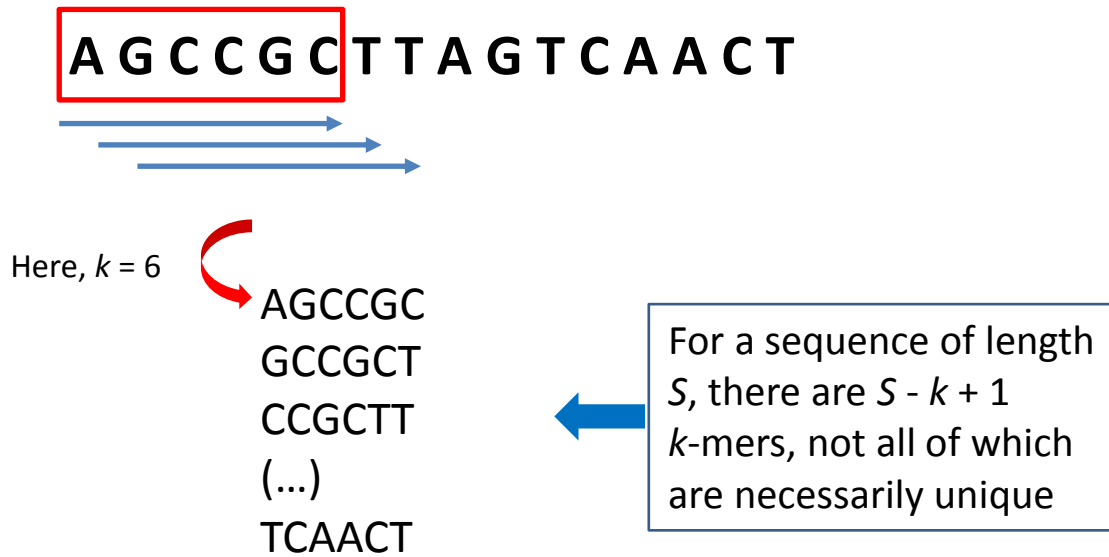 A G C C G C T T A G T C A A C T
Here, k = 6
AGCCGC
GCCGCT
CCGCTT
(...)
TCAACT
For a sequence of length
S, there are S - k + 1
k-mers, not all of which
are necessarily unique